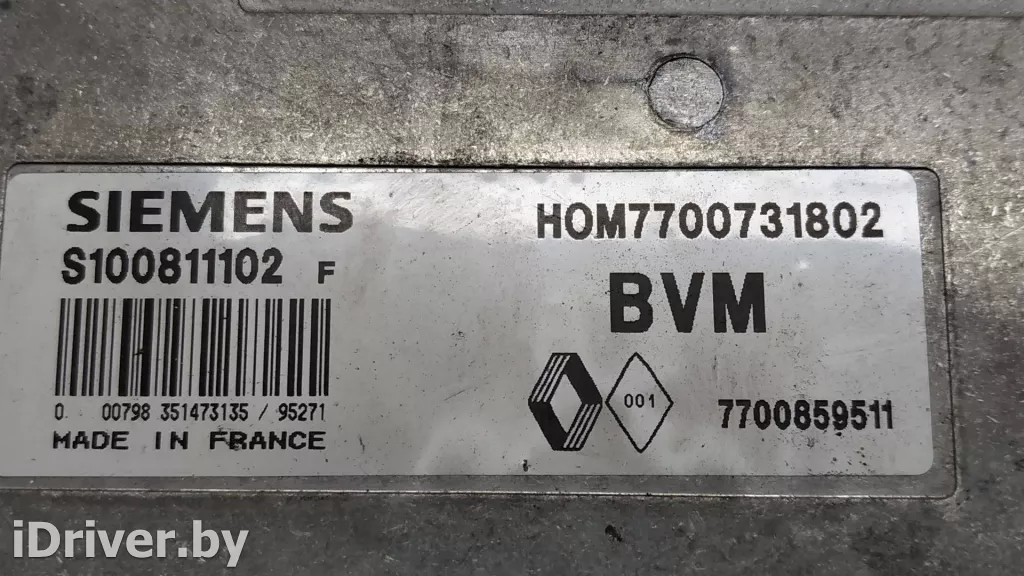 SIEMENS
S100811102 F
0 00798 351473135 / 95271
MADE IN FRANCE
HOM7700731802
BVM
001
7700859511
iDriver.by